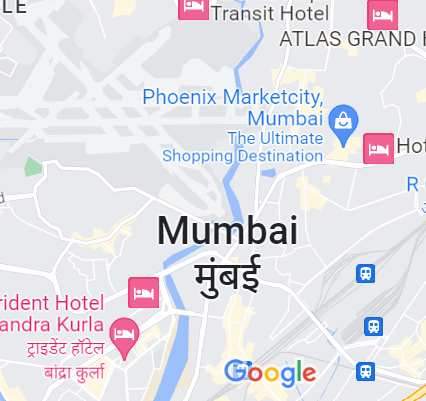 LE
Transit Hotel
ATLAS GRAND H
Phoenix Marketcity,
Mumbai
The Ultimate
Shopping Destination
Hot
R
Mumbai
मुंबई
rident Hotel
andra Kurla
ट्राइडेंट हॉटेल
बांद्रा कुर्ला
Google